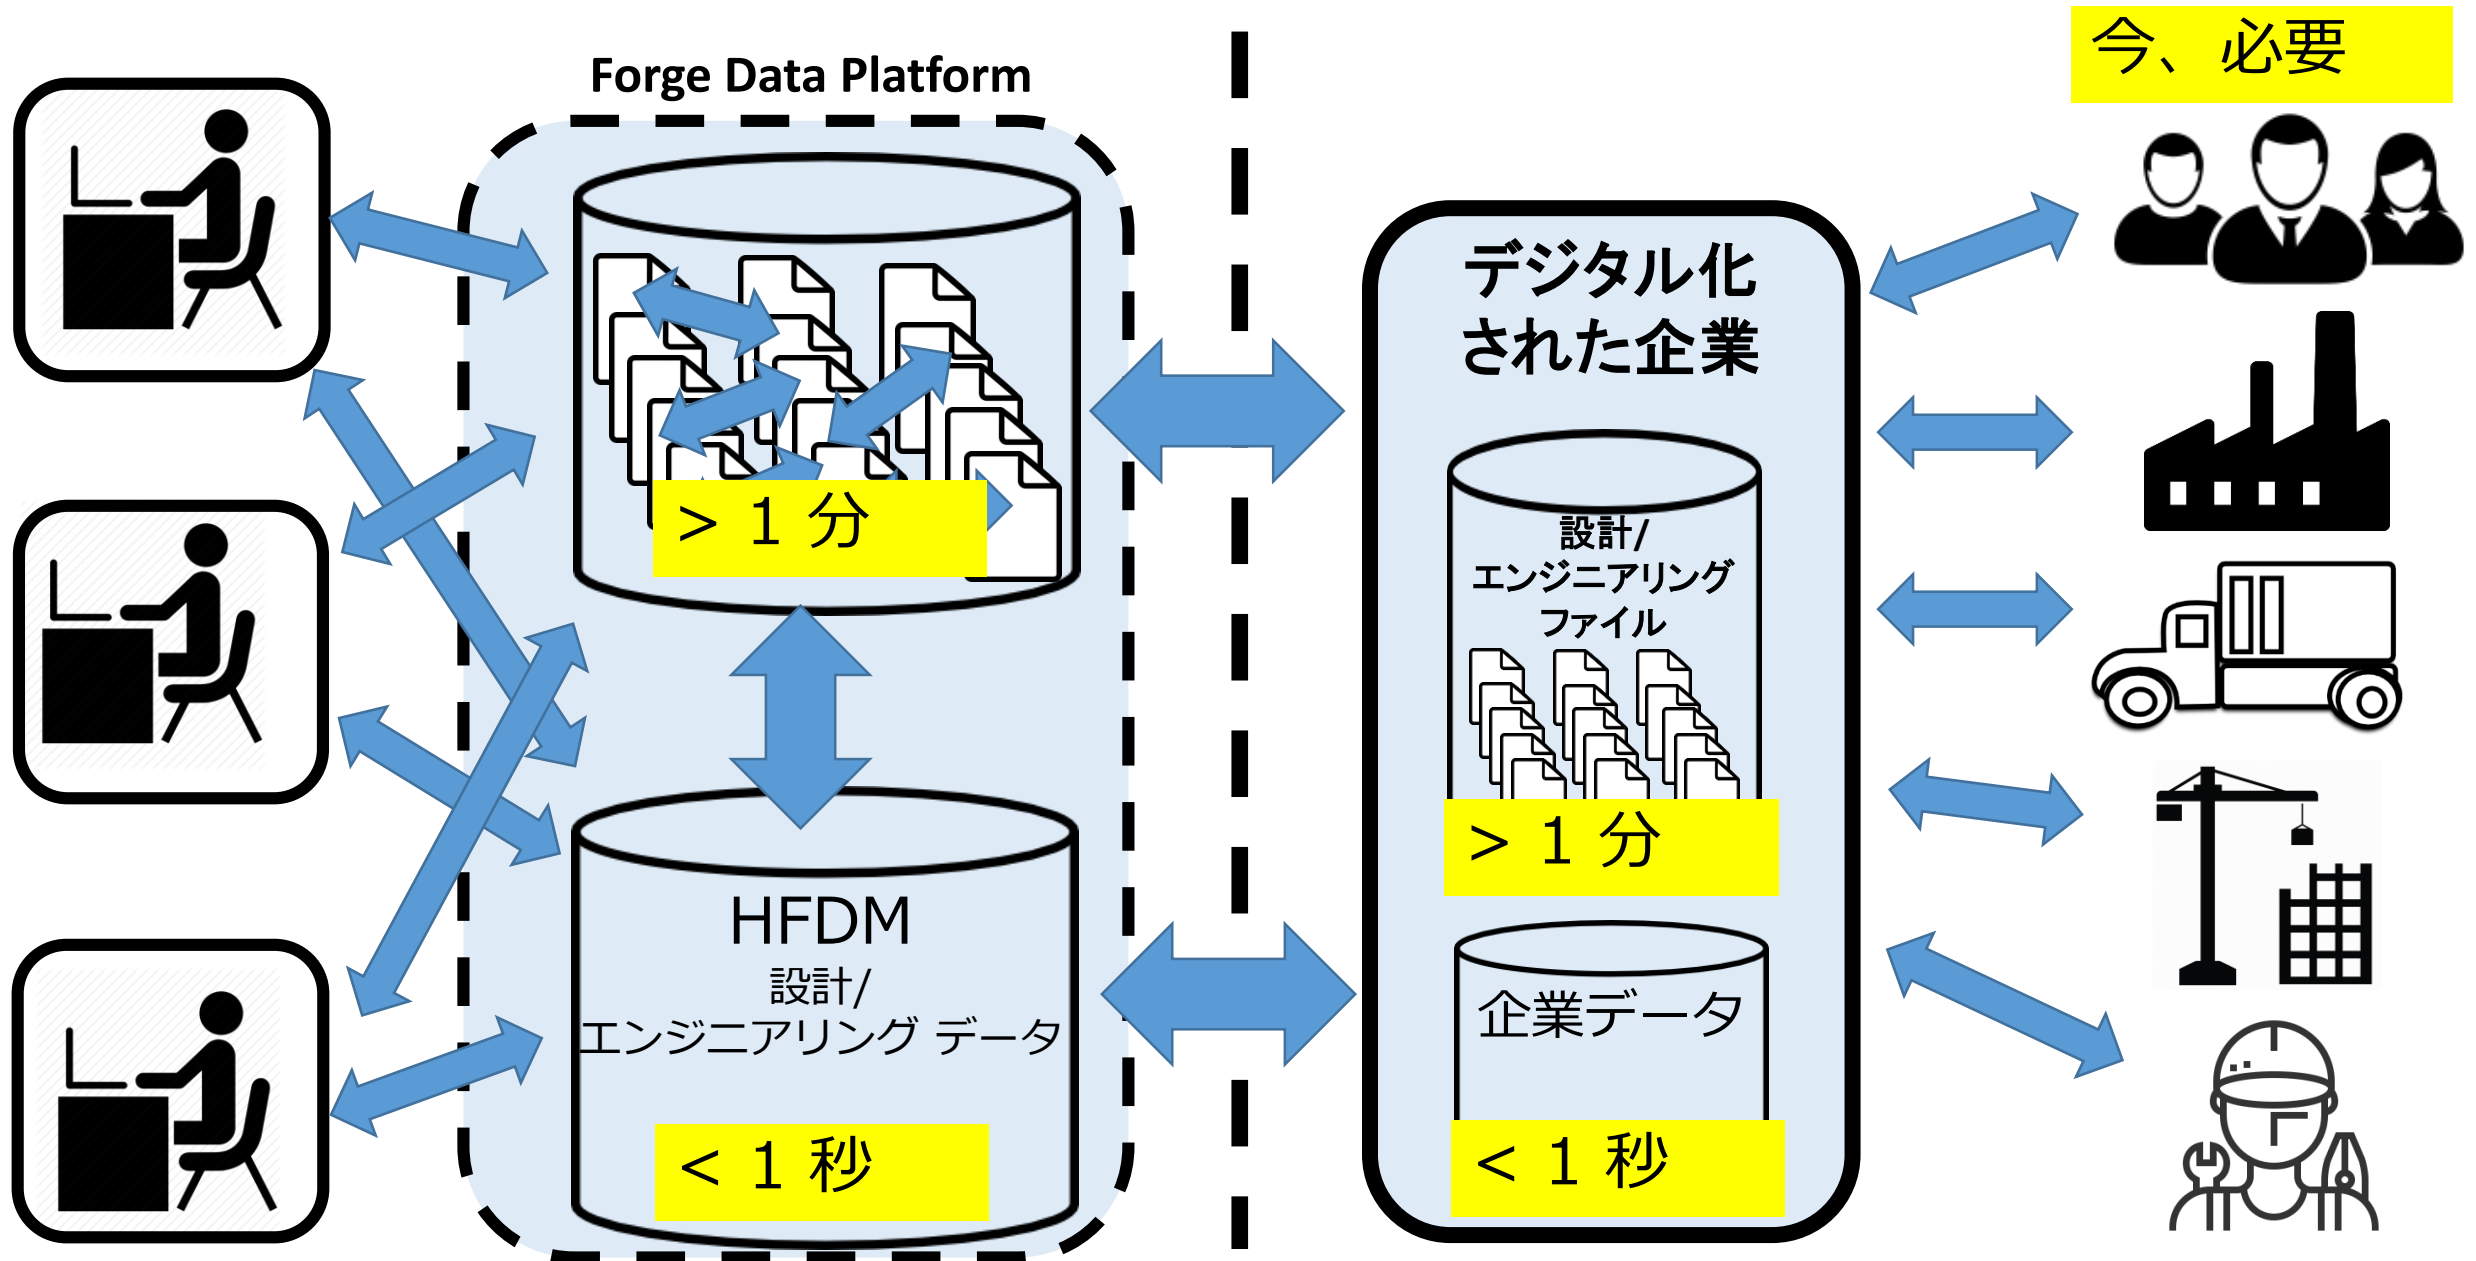 Forge Data Platform
> 1 分
HFDM
設計/
エンジニアリング データ
< 1 秒
デジタル化
された企業
設計/
エンジニアリング
ファイル
> 1 分
企業データ
< 1 秒
今、必要